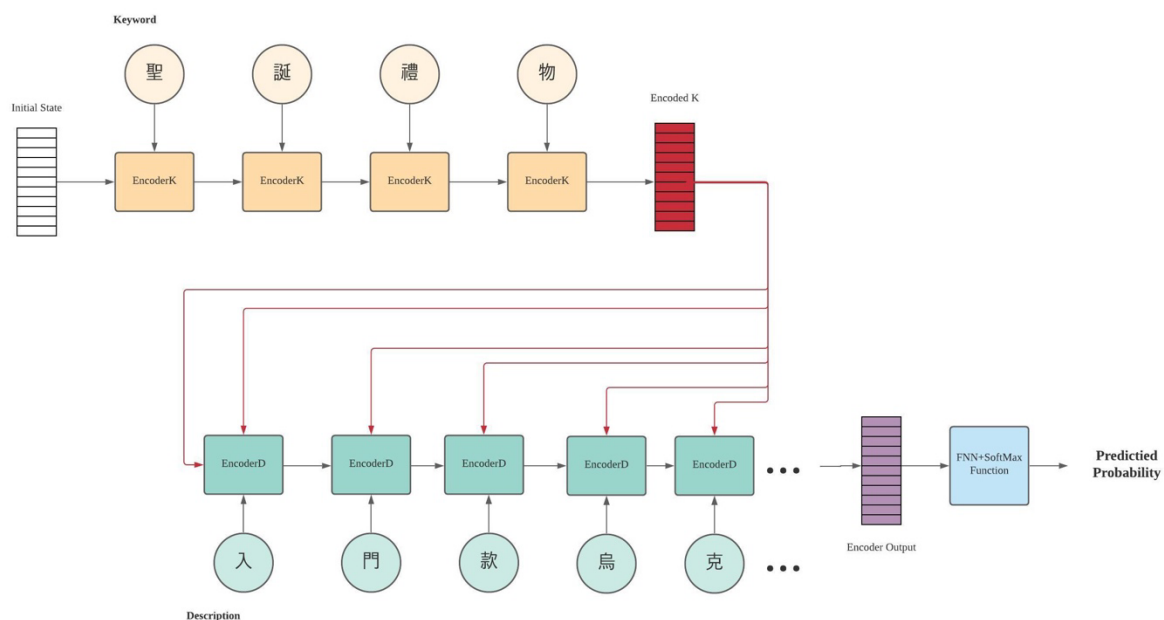 Keyword
聖 誕 禮 物
Initial State
Encoded K
EncoderK EncoderK EncoderK EncoderK
EncoderD EncoderD EncoderD EncoderD EncoderD
FNN+SoftMax
Function
Predictied
Probability
入 門 款 烏 克
Encoder Output
Description